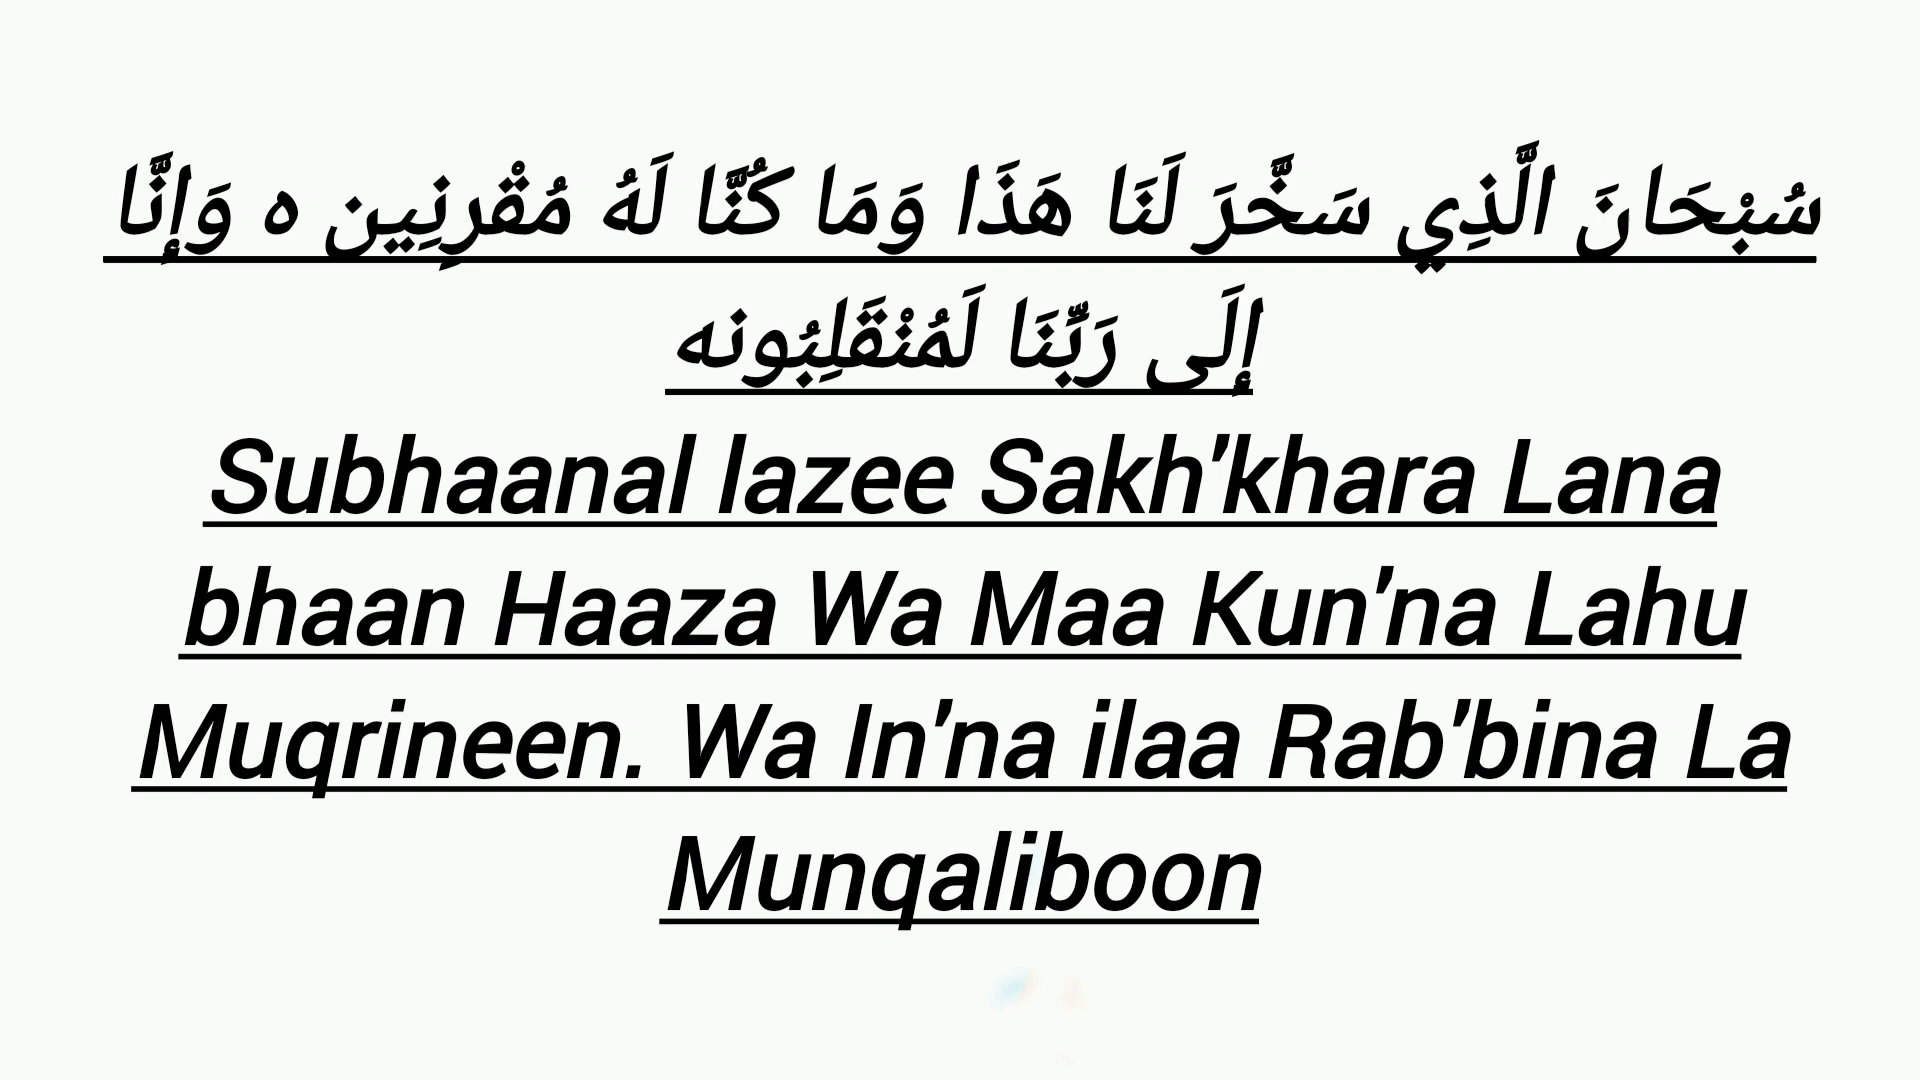 سُبْحَانَ الَّذِي سَخَّرَ لَنَا هَذَا وَمَا كُنَّا لَهُ مُقْرِنِين ه وَإِنَّا
إِلَى رَبِّنَا لَمُنْقَلِبُونه
Subhaanal lazee Sakh'khara Lana
bhaan Haaza Wa Maa Kun'na Lahu
Muqrineen. Wa In'na ilaa Rab'bina La
Munqaliboon